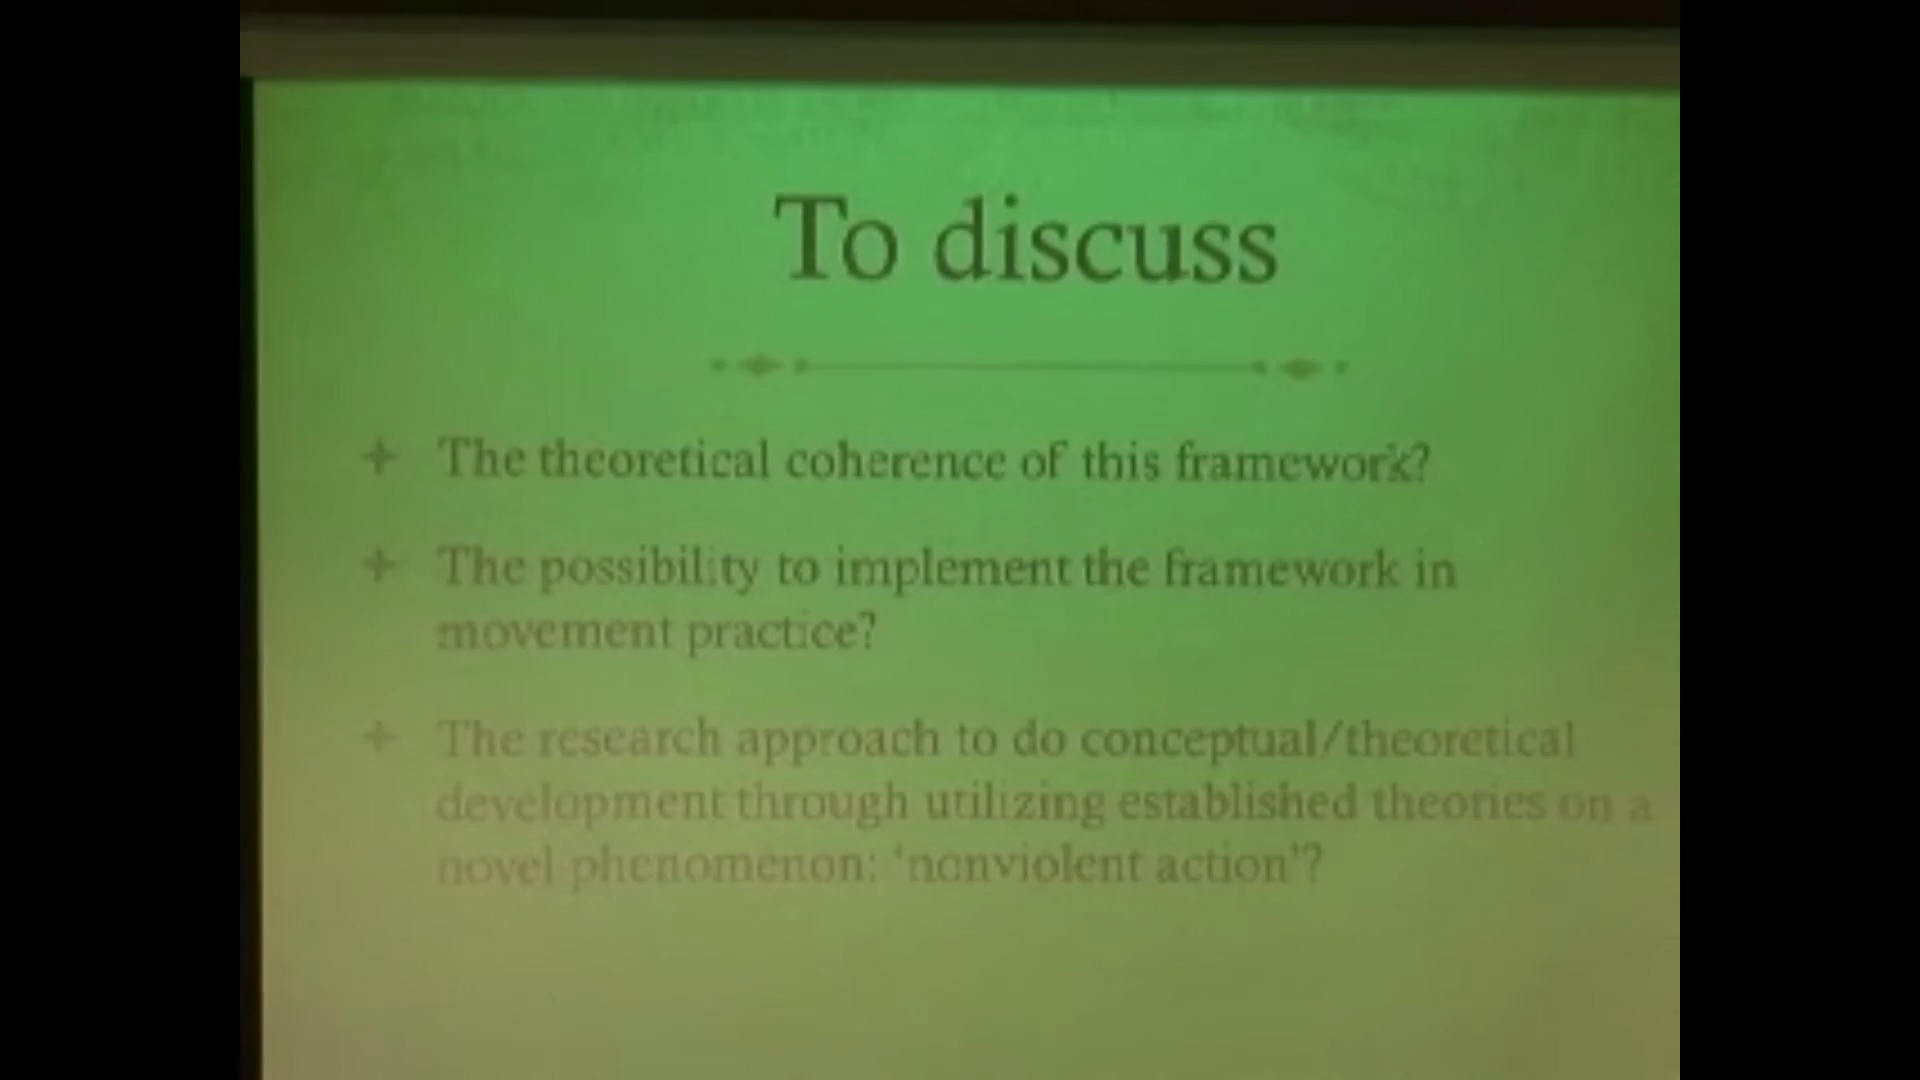 To discuss
The theoretical coherence of this framework?
The possibility to implement the framework in
movement practice?
The research approach to do conceptual/theoretical
development through utilizing established theories on a
novel phenomenon: ‘nonviolent action’?